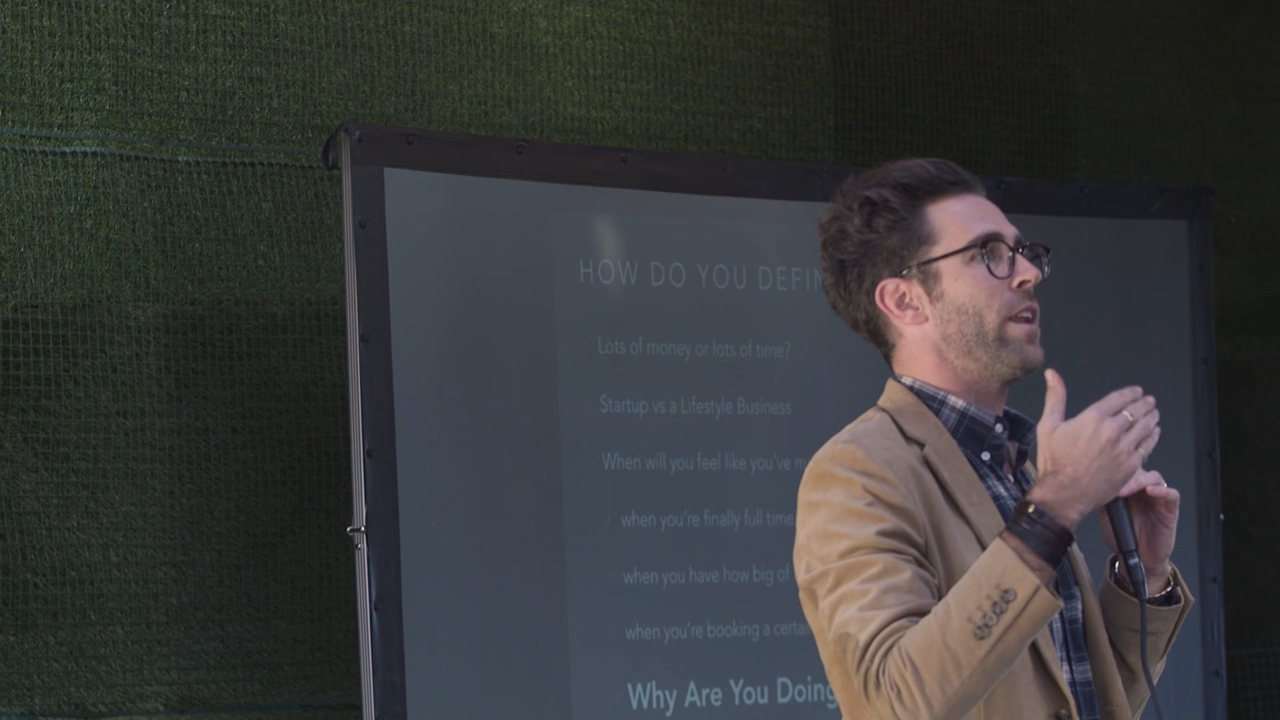 HOW DO YOU DEFIN
Lots of money or lots of time?
Startup vs a Lifestyle Business
When will you feel like you've m
when you're finally full time
when you have how big of
when you're booking a certain
Why Are You Doing